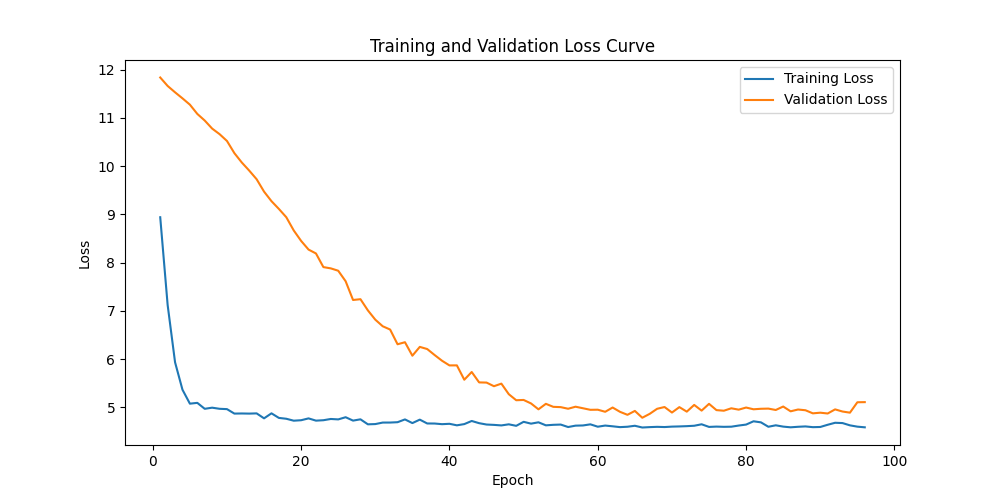 Training and Validation Loss Curve
Training Loss
Validation Loss
12
11
10
9
8
7
6
5
Loss
0 20 40 60 80 100
Epoch